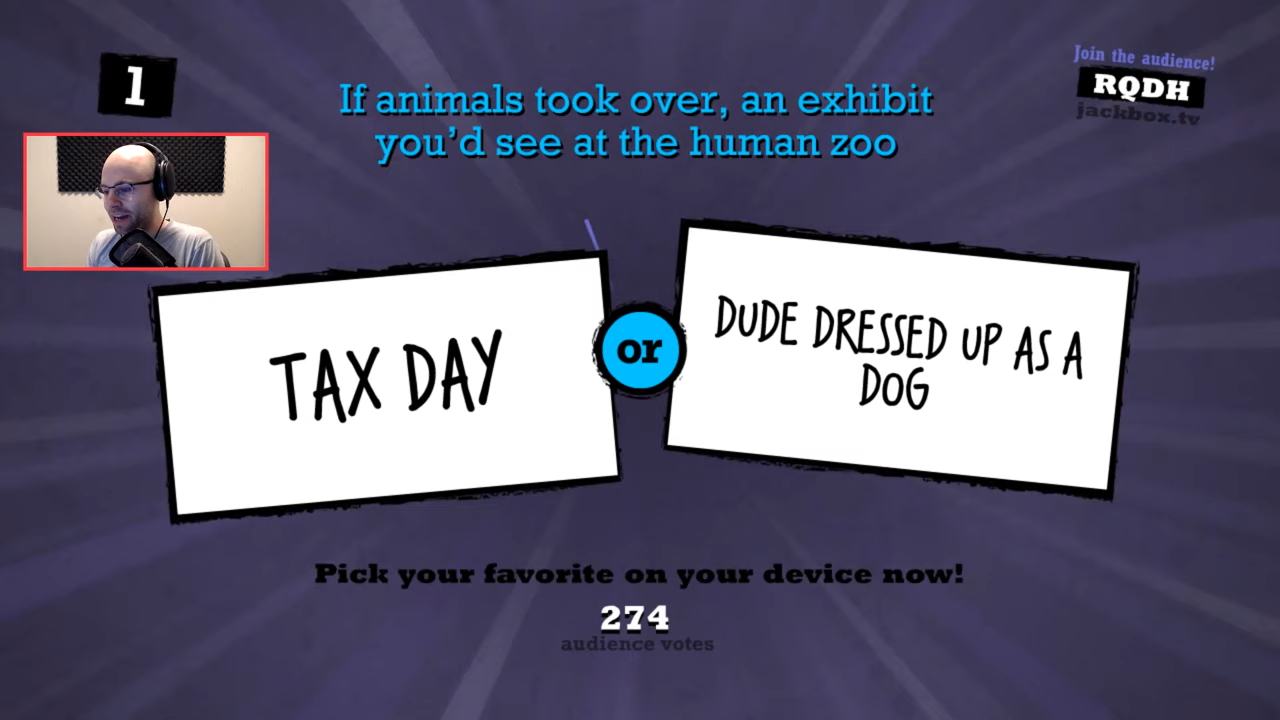 1
Join the audience!
RQDH
jackbox.tv
If animals took over, an exhibit
you'd see at the human zoo
TAX DAY
or
DUDE DRESSED UP AS A
DOG
Pick your favorite on your device now!
274
audience votes